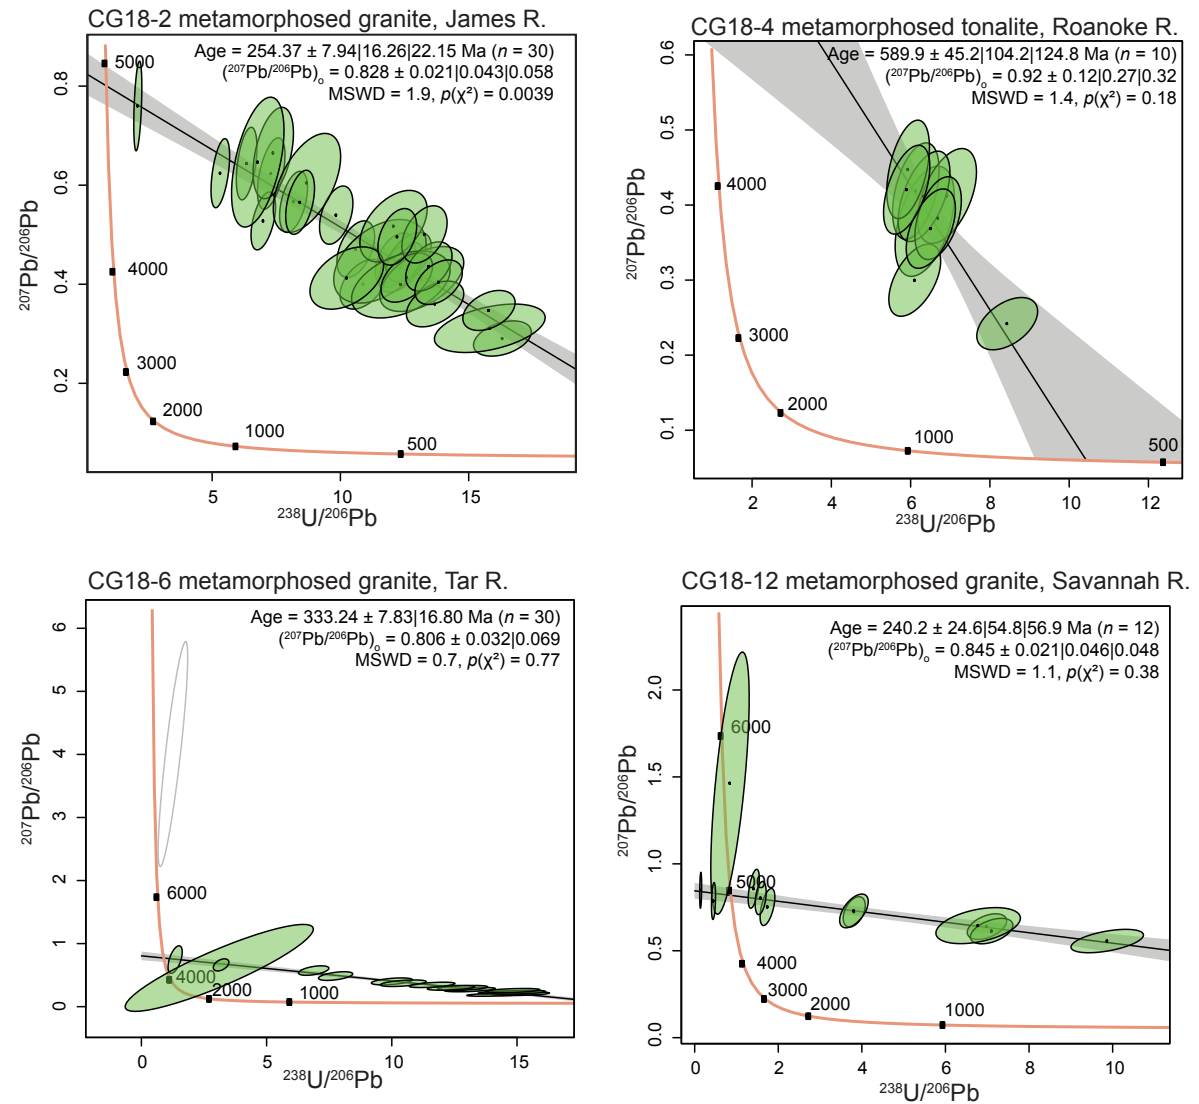 CG18-2 metamorphosed granite, James R.
Age = 254.37 ± 7.94|16.26|22.15 Ma (n = 30)
(²⁰⁷Pb/²⁰⁶Pb)ₒ = 0.828 ± 0.021|0.043|0.058
MSWD = 1.9, p(χ²) = 0.0039
5000
4000
3000
2000
1000
500
0.8
0.6
0.4
0.2
²⁰⁷Pb/²⁰⁶Pb
5 10 15
²³⁸U/²⁰⁶Pb
CG18-4 metamorphosed tonalite, Roanoke R.
Age = 589.9 ± 45.2|104.2|124.8 Ma (n = 10)
(²⁰⁷Pb/²⁰⁶Pb)ₒ = 0.92 ± 0.12|0.27|0.32
MSWD = 1.4, p(χ²) = 0.18
4000
3000
2000
1000
500
0.6
0.5
0.4
0.3
0.2
0.1
²⁰⁷Pb/²⁰⁶Pb
2 4 6 8 10 12
²³⁸U/²⁰⁶Pb
CG18-6 metamorphosed granite, Tar R.
Age = 333.24 ± 7.83|16.80 Ma (n = 30)
(²⁰⁷Pb/²⁰⁶Pb)ₒ = 0.806 ± 0.032|0.069
MSWD = 0.7, p(χ²) = 0.77
6000
4000
2000
1000
6
5
4
3
2
1
0
²⁰⁷Pb/²⁰⁶Pb
0 5 10 15
²³⁸U/²⁰⁶Pb
CG18-12 metamorphosed granite, Savannah R.
Age = 240.2 ± 24.6|54.8|56.9 Ma (n = 12)
(²⁰⁷Pb/²⁰⁶Pb)ₒ = 0.845 ± 0.021|0.046|0.048
MSWD = 1.1, p(χ²) = 0.38
6000
5000
4000
3000
2000
1000
2.0
1.5
1.0
0.5
0.0
²⁰⁷Pb/²⁰⁶Pb
0 2 4 6 8 10
²³⁸U/²⁰⁶Pb